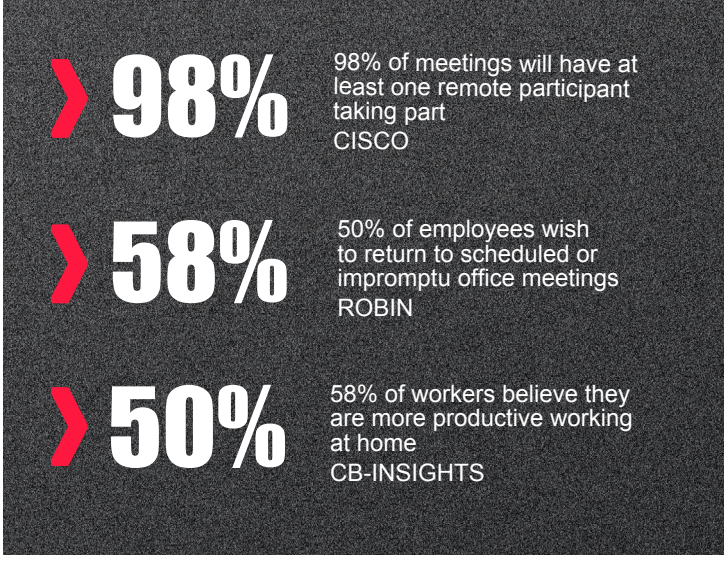 98%
98% of meetings will have at
least one remote participant
taking part
CISCO
58%
50% of employees wish
to return to scheduled or
impromptu office meetings
ROBIN
50%
58% of workers believe they
are more productive working
at home
CB-INSIGHTS